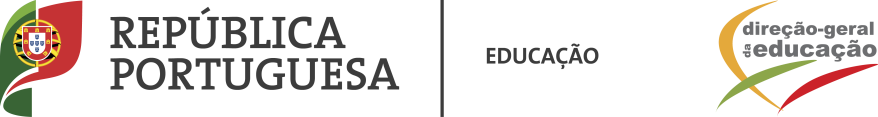 REPÚBLICA
PORTUGUESA
EDUCAÇÃO
direção-geral
da educação